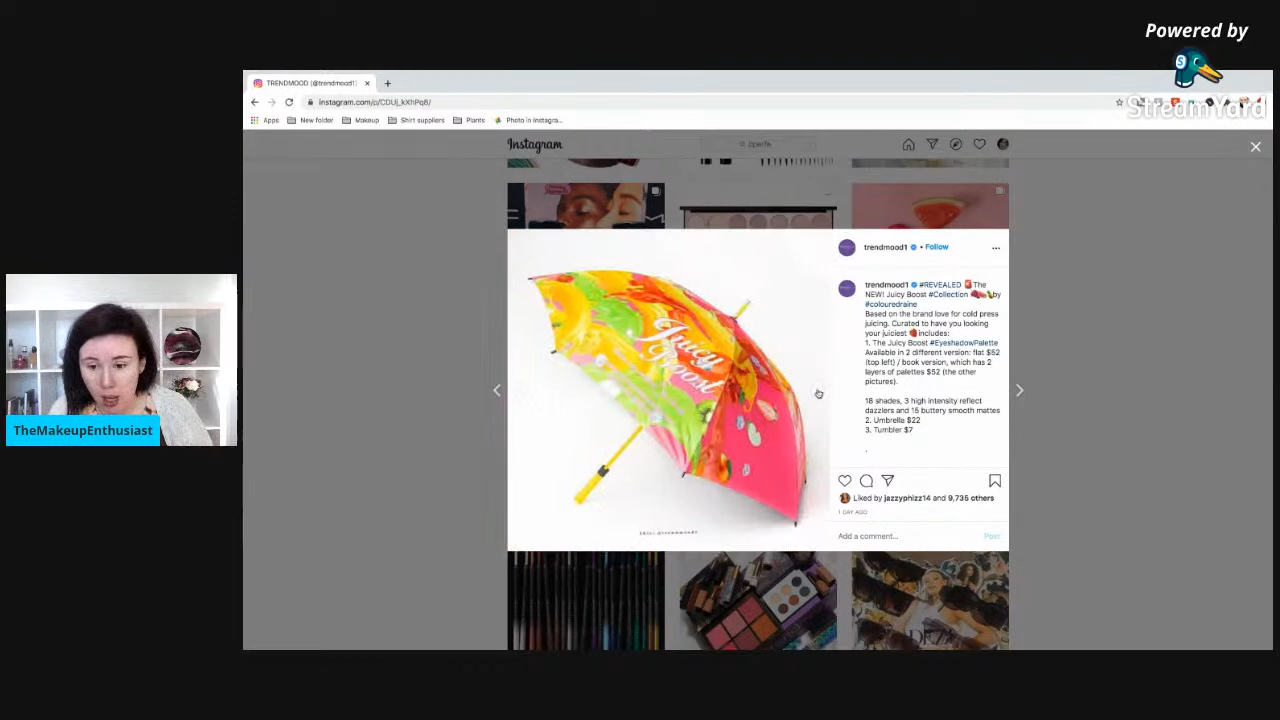 Powered by
StreamYard
TRENDMOOD (@trendmood1)
instagram.com/p/CDUj_kXhPq8/
Apps
New folder
Makeup
Shirt suppliers
Plants
Photo in Instagra...
Instagram
trendmood1 • Follow
trendmood1 #REVEALED 🚨The
NEW! Juicy Boost #Collection 🍓🍉🍍by
#colouredraine
Based on the brand love for cold press
juicing. Curated to have you looking
your juiciest 🍓includes:
1. The Juicy Boost #EyeshadowPalette
Available in 2 different version: flat $52
(top left) / book version, which has 2
layers of palettes $52 (the other
pictures).
18 shades, 3 high intensity reflect
dazzlers and 15 buttery smooth mattes
2. Umbrelle $22
3. Tumbler $7
.
Liked by jazzyphizz14 and 9,735 others
1 DAY AGO
Add a comment...
Post
Juicy
Boost
TheMakeupEnthusiast